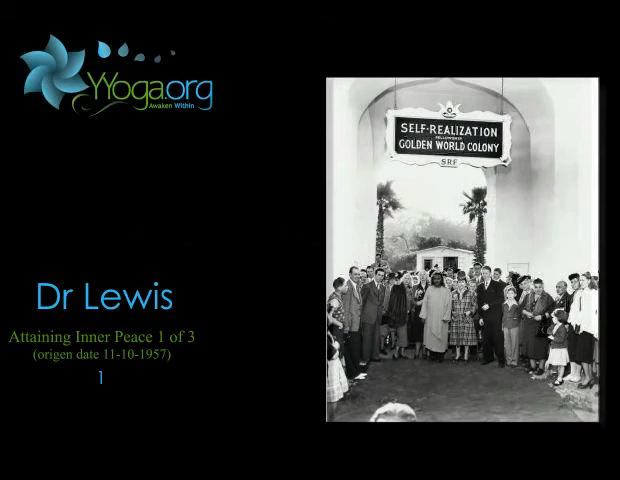 YYoga.org
Awaken Within
SELF-REALIZATION
FELLOWSHIP
GOLDEN WORLD COLONY
SRF
Dr Lewis
Attaining Inner Peace 1 of 3
(origen date 11-10-1957)
1